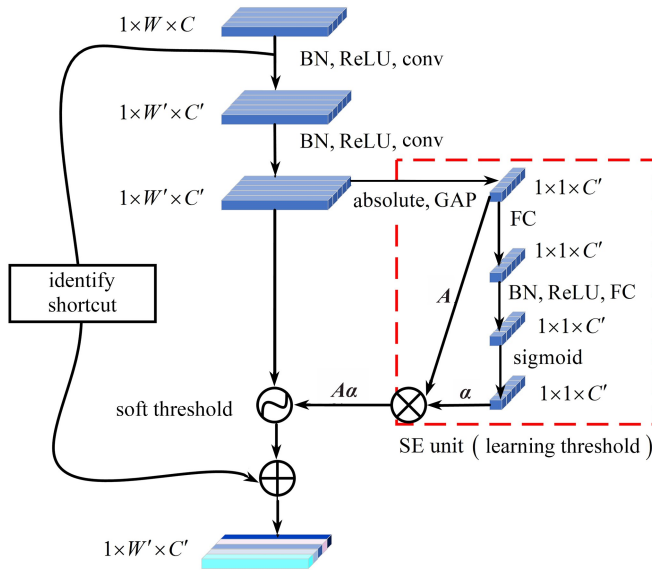 1×W×C
BN, ReLU, conv
1×W′×C′
BN, ReLU, conv
1×W′×C′
absolute, GAP
1×1×C′
FC
1×1×C′
A
BN, ReLU, FC
1×1×C′
sigmoid
1×1×C′
identify
shortcut
soft threshold
Aα
α
SE unit ( learning threshold)
1×W′×C′